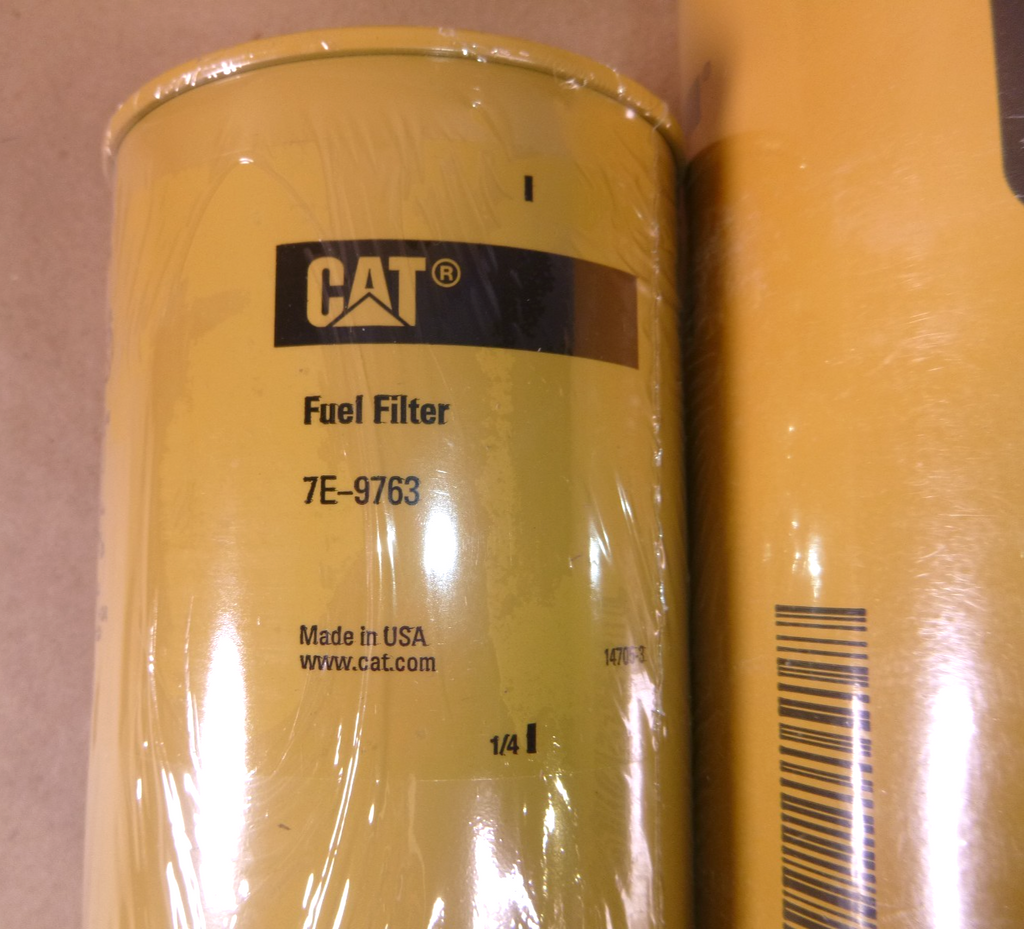 I
CAT®
Fuel Filter
7E-9763
Made in USA
www.cat.com
1/4 I